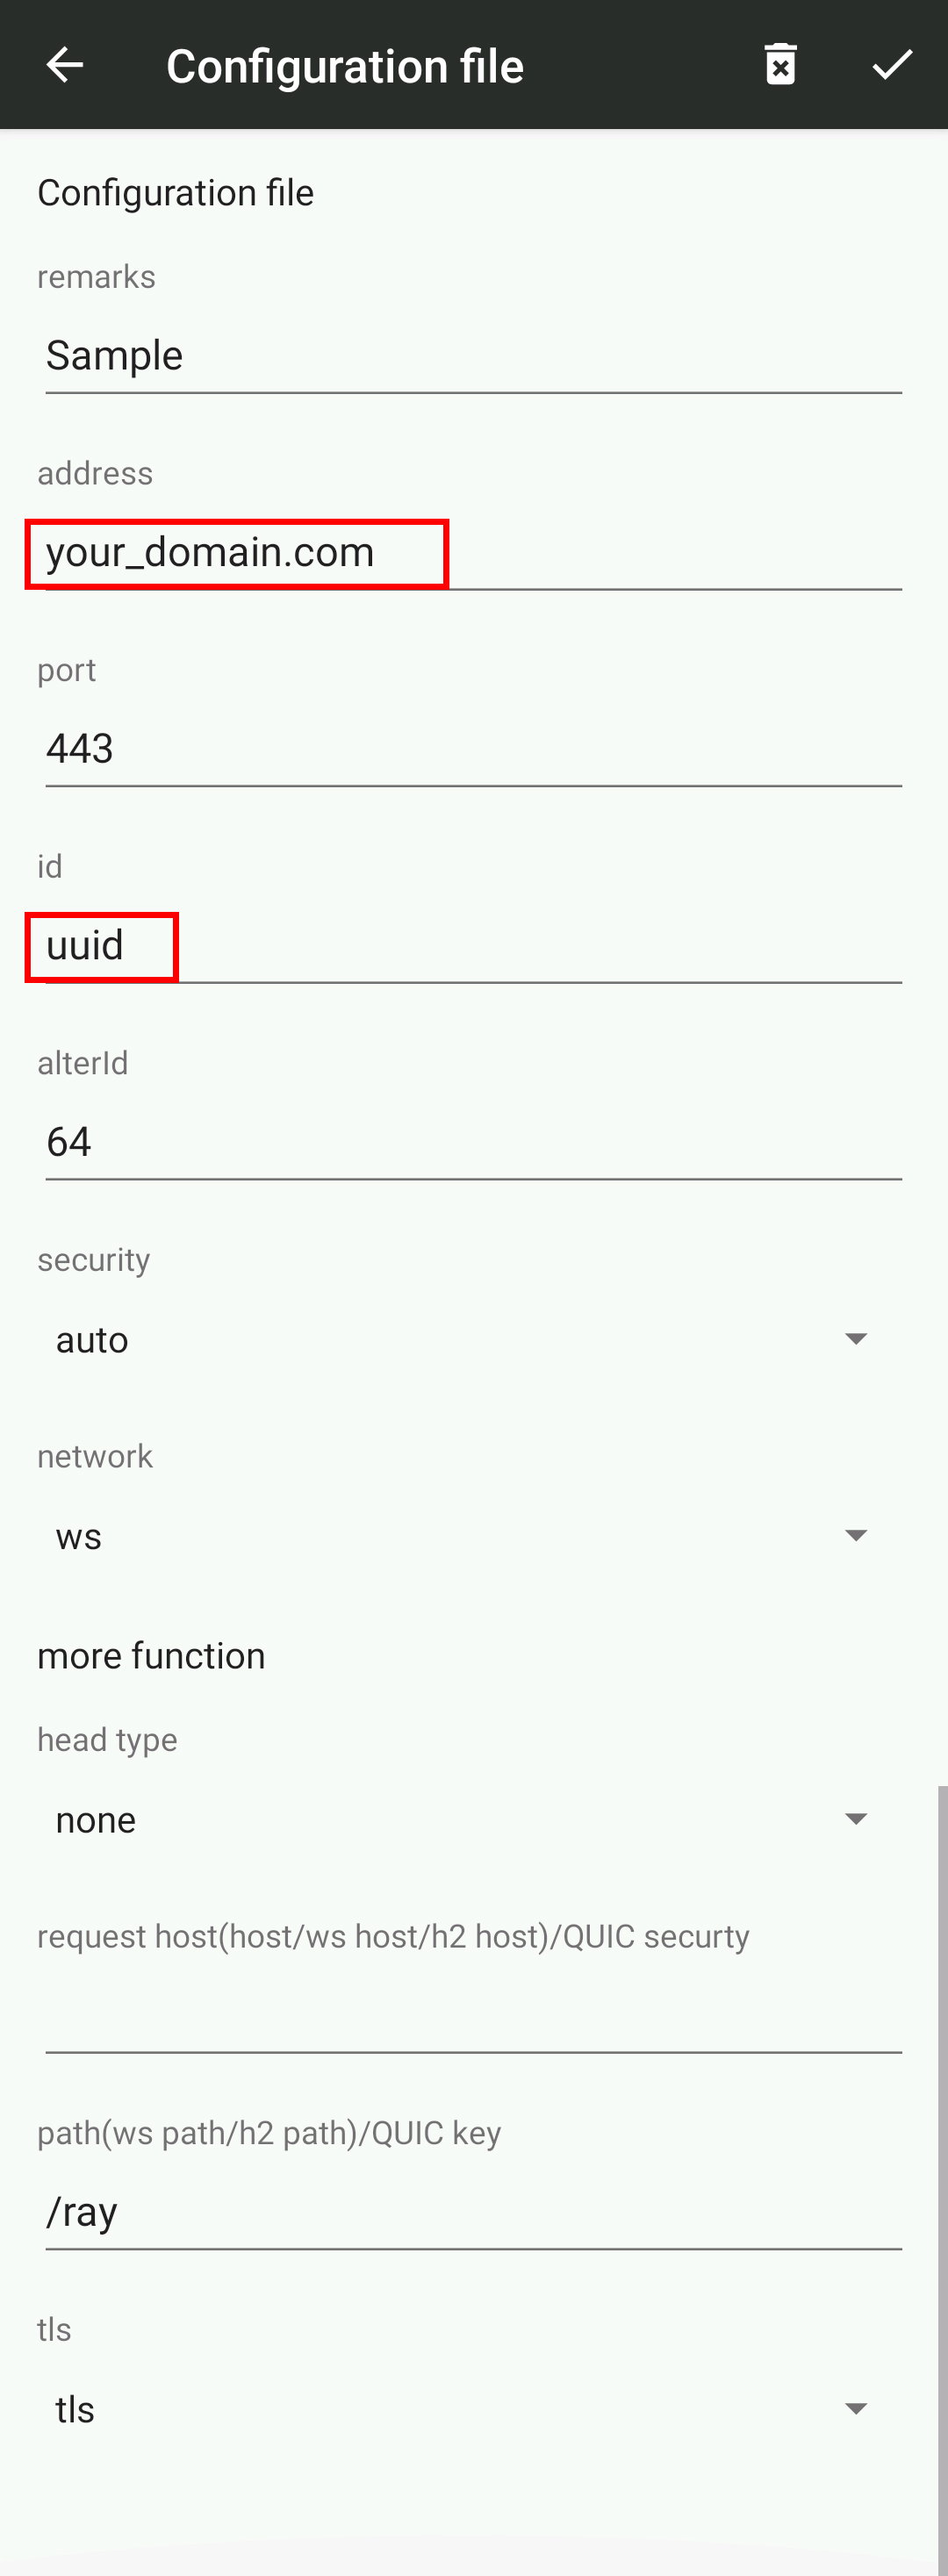 Configuration file
Configuration file
remarks
Sample
address
your_domain.com
port
443
id
uuid
alterId
64
security
auto
network
ws
more function
head type
none
request host(host/ws host/h2 host)/QUIC securty
path(ws path/h2 path)/QUIC key
/ray
tls
tls